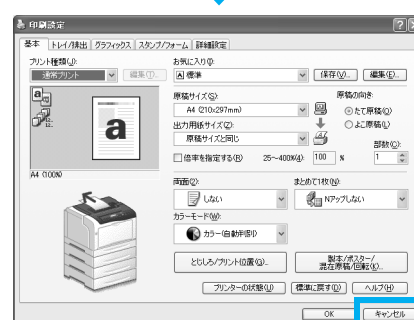 印刷設定
基本 トレイ/排出 グラフィックス スタンプ/フォーム 詳細設定
プリント種類(J): お気に入り
通常プリント 編集(T)... 標準 保存(V)... 編集(E)...
原稿サイズ(S): 原稿の向き:
A4 (210x297mm) たて原稿(O)
よこ原稿(L)
出力用紙サイズ(Z):
原稿サイズと同じ 部数(C):
倍率を指定する(R) 25~400%(4): 100 % 1
a
A4 (100%)
両面(2): まとめて1枚(N):
しない Nアップしない
カラーモード(M):
カラー(自動判別)
とじしろ/プリント位置(G)... 製本/ポスター/
混在原稿/回転(K)...
プリンターの状態(U) 標準に戻す(D) ヘルプ(H)
OK キャンセル